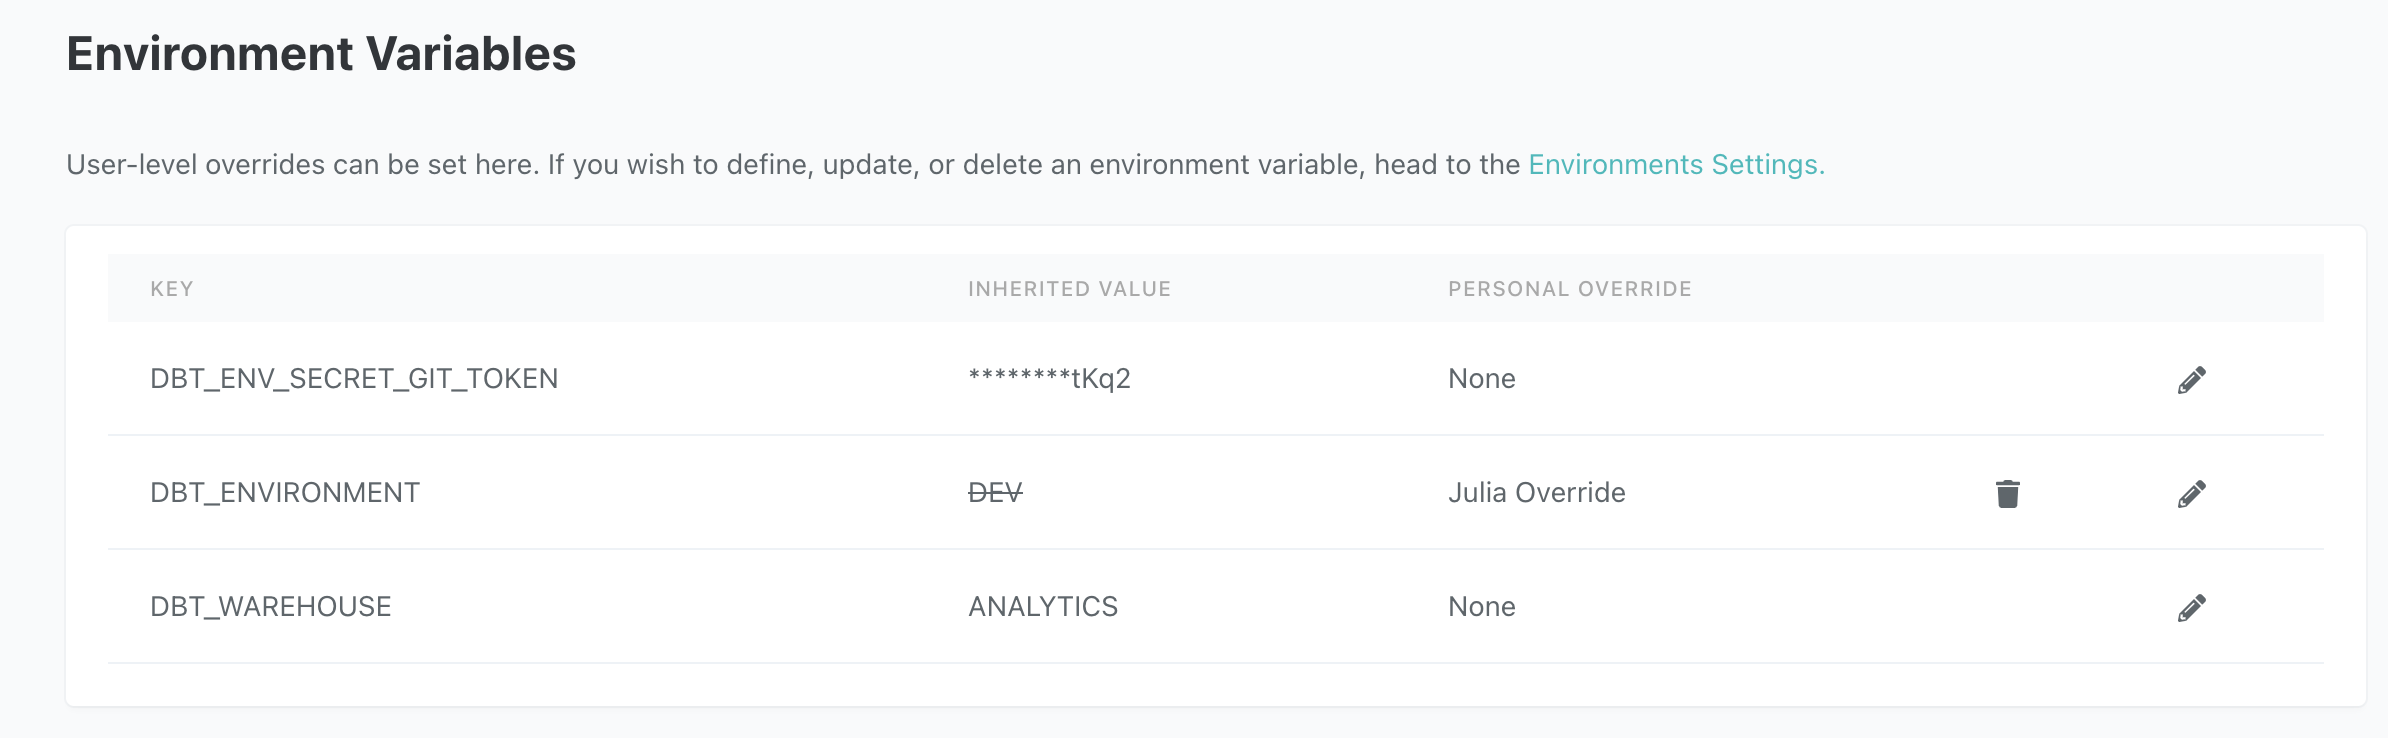 Environment Variables
User-level overrides can be set here. If you wish to define, update, or delete an environment variable, head to the Environments Settings.
KEY INHERITED VALUE PERSONAL OVERRIDE
DBT_ENV_SECRET_GIT_TOKEN ********tKq2 None
DBT_ENVIRONMENT DEV Julia Override
DBT_WAREHOUSE ANALYTICS None